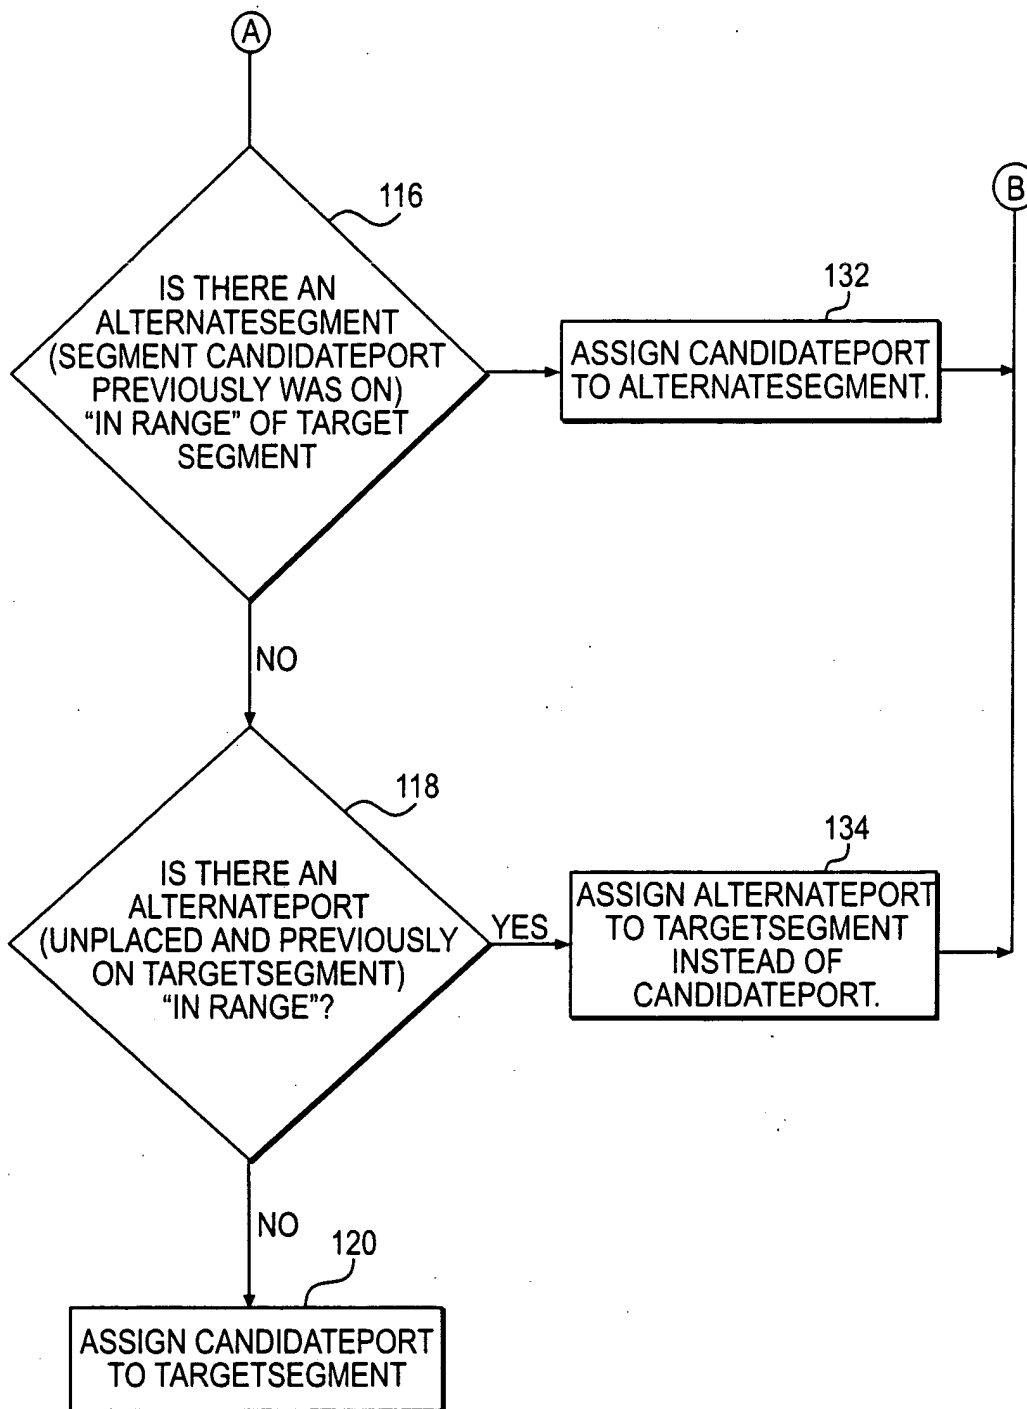 A
116
IS THERE AN
ALTERNATESEGMENT
(SEGMENT CANDIDATEPORT
PREVIOUSLY WAS ON)
“IN RANGE” OF TARGET
SEGMENT
B
132
ASSIGN CANDIDATEPORT
TO ALTERNATESEGMENT.
NO
118
IS THERE AN
ALTERNATEPORT
(UNPLACED AND PREVIOUSLY
ON TARGETSEGMENT)
“IN RANGE”?
YES
134
ASSIGN ALTERNATEPORT
TO TARGETSEGMENT
INSTEAD OF
CANDIDATEPORT.
NO
120
ASSIGN CANDIDATEPORT
TO TARGETSEGMENT